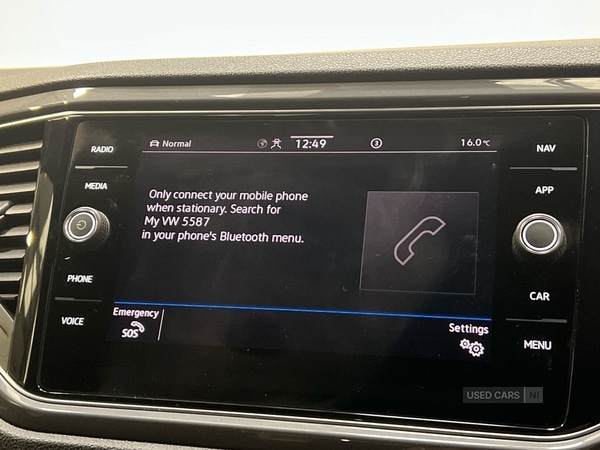 RADIO
MEDIA
PHONE
VOICE
Normal
12:49
3
16.0°C
Only connect your mobile phone
when stationary. Search for
My VW 5587
in your phone's Bluetooth menu.
Emergency
SOS
Settings
NAV
APP
CAR
MENU
USED CARS NI